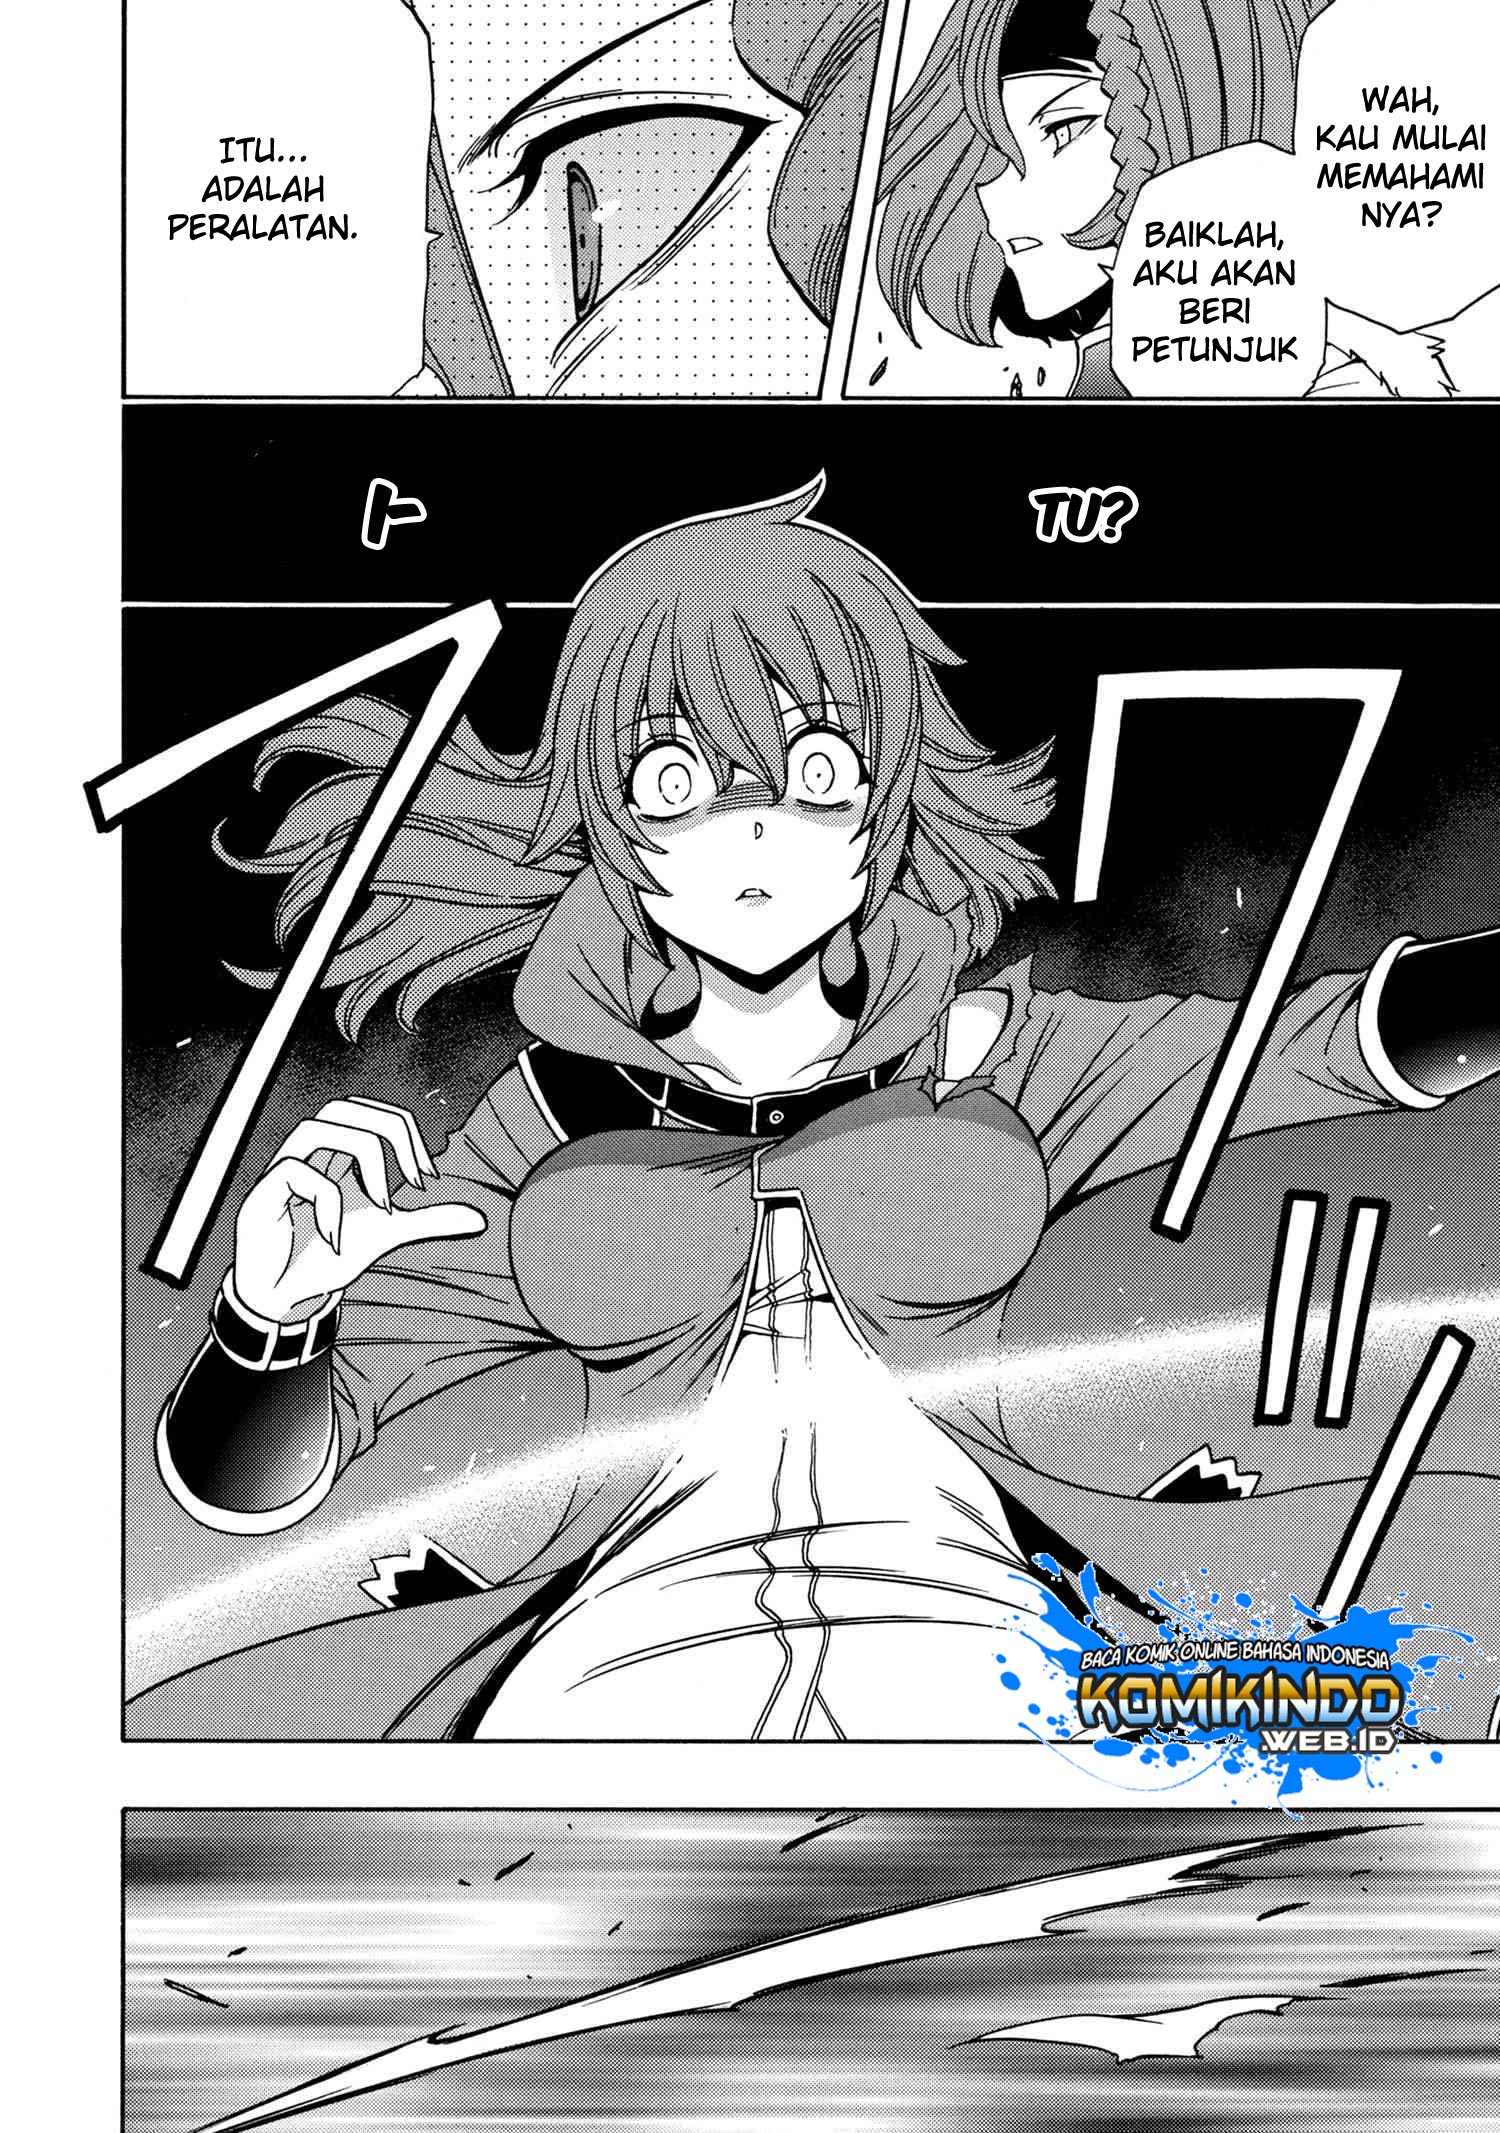 WAH,
KAU MULAI
MEMAHAMI
NYA?
BAIKLAH,
AKU AKAN
BERI
PETUNJUK
ITU...
ADALAH
PERALATAN.
TU?
ト
BACA KOMIK ONLINE BAHASA INDONESIA
KOMIKINDO
.WEB.ID